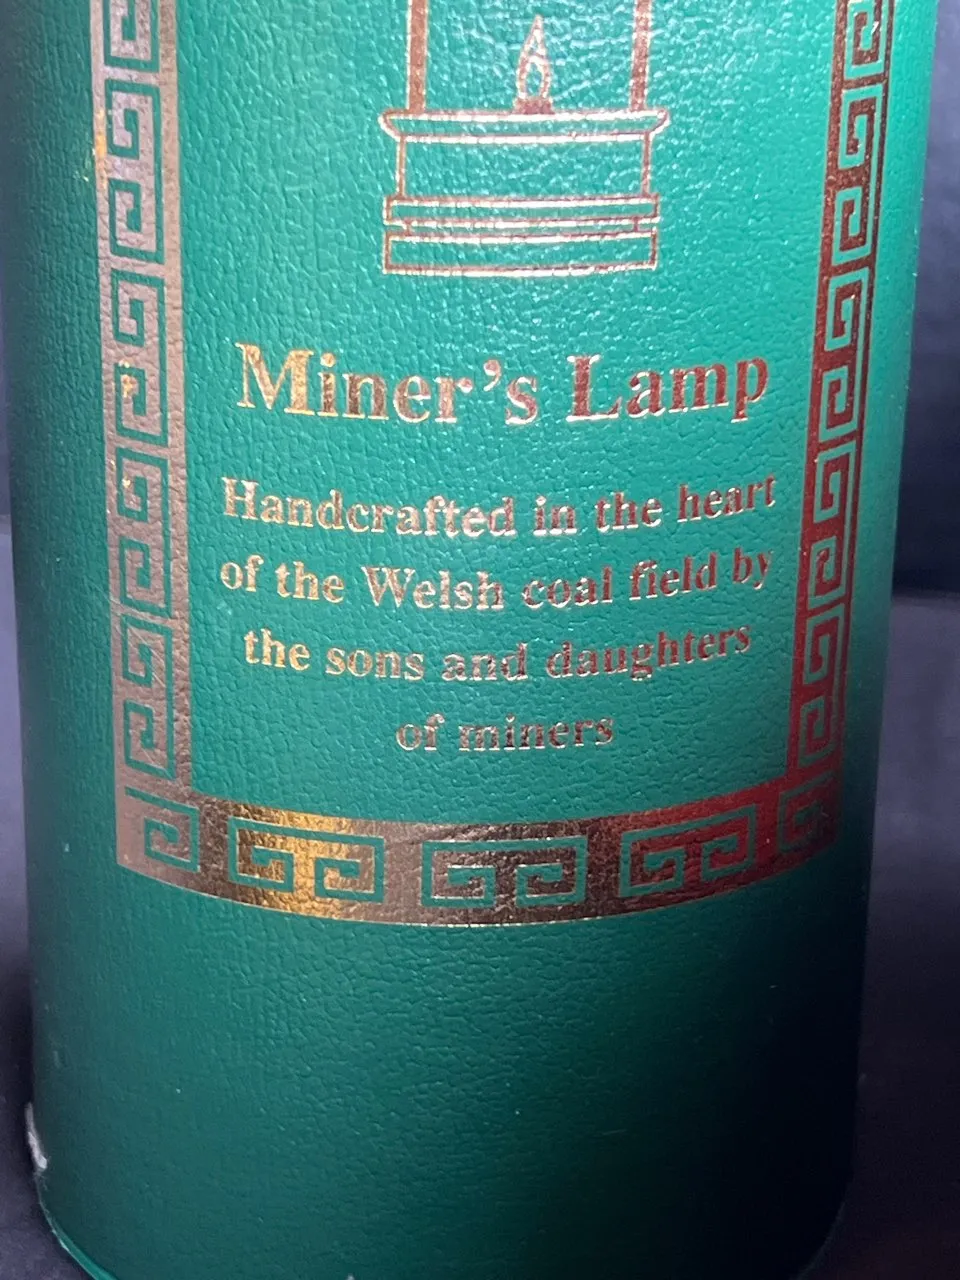 Miner's Lamp
Handcrafted in the heart
of the Welsh coal field by
the sons and daughters
of miners